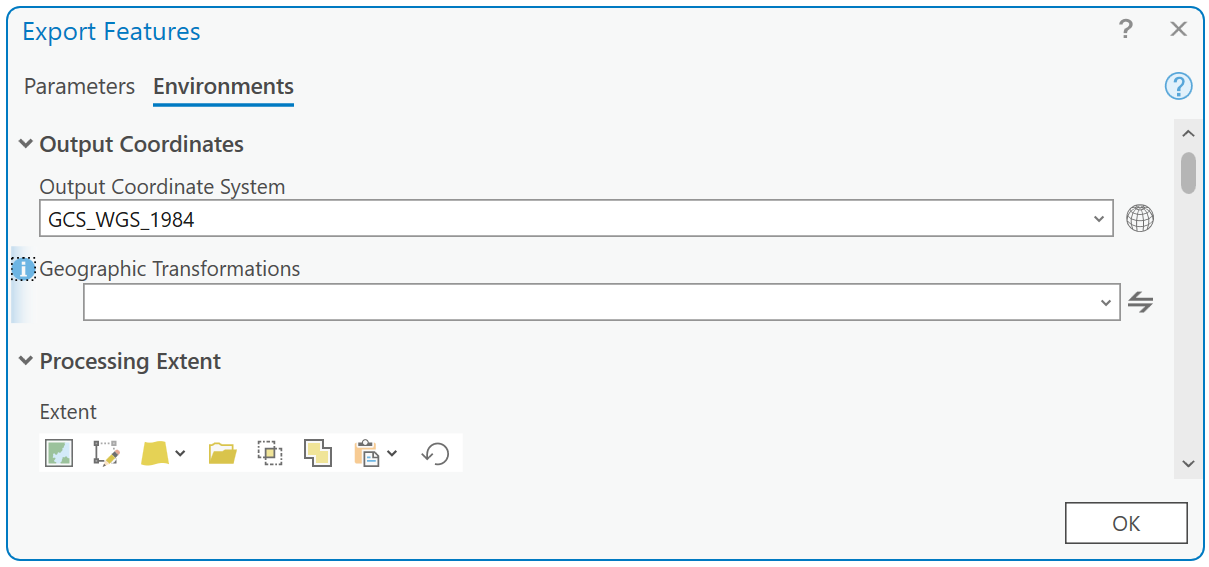 Export Features
Parameters Environments
Output Coordinates
Output Coordinate System
GCS_WGS_1984
Geographic Transformations
Processing Extent
Extent
OK